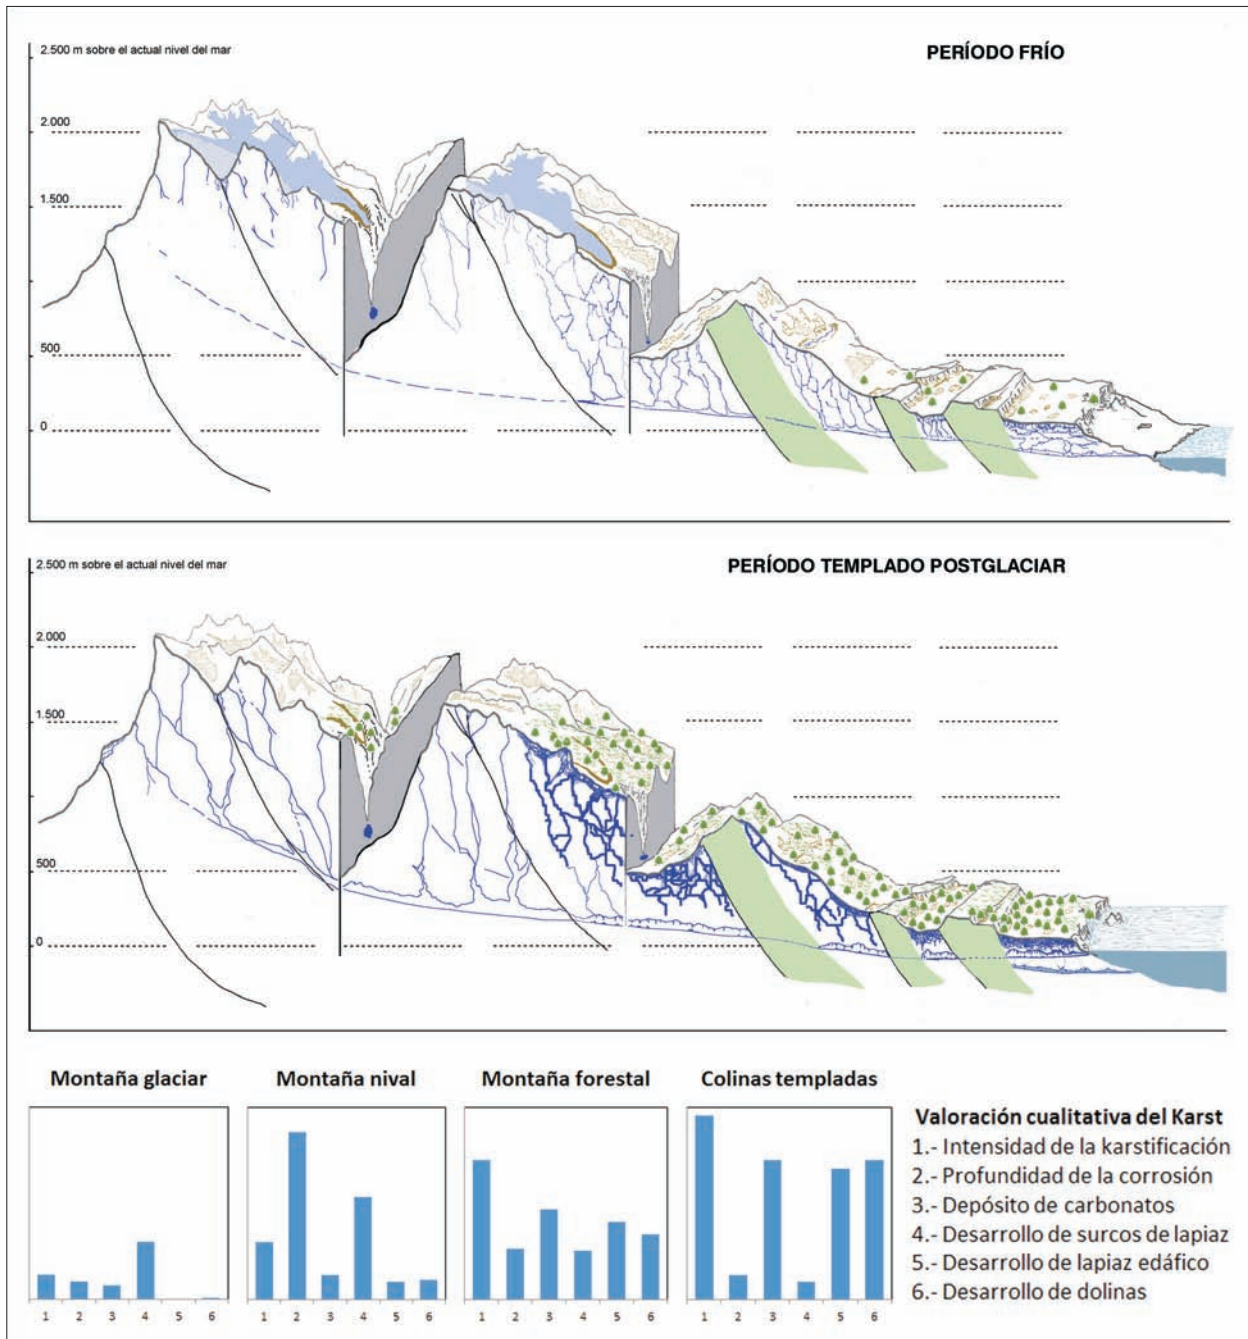 2.500 m sobre el actual nivel del mar
PERÍODO FRÍO
2.000
1.500
500
0
2.500 m sobre el actual nivel del mar
PERÍODO TEMPLADO POSTGLACIAR
2.000
1.500
500
0
Montaña glaciar
Montaña nival
Montaña forestal
Colinas templadas
1 2 3 4 5 6
1 2 3 4 5 6
1 2 3 4 5 6
1 2 3 4 5 6
Valoración cualitativa del Karst
1.- Intensidad de la karstificación
2.- Profundidad de la corrosión
3.- Depósito de carbonatos
4.- Desarrollo de surcos de lapiaz
5.- Desarrollo de lapiaz edáfico
6.- Desarrollo de dolinas